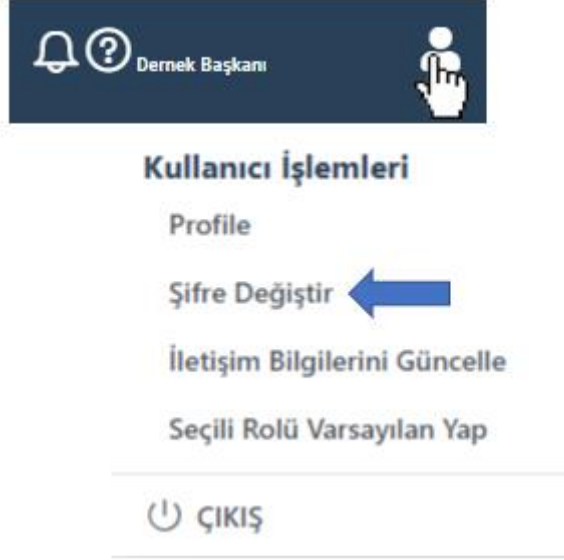 Dernek Başkanı
Kullanıcı İşlemleri
Profile
Şifre Değiştir
İletişim Bilgilerini Güncelle
Seçili Rolü Varsayılan Yap
ÇIKIŞ